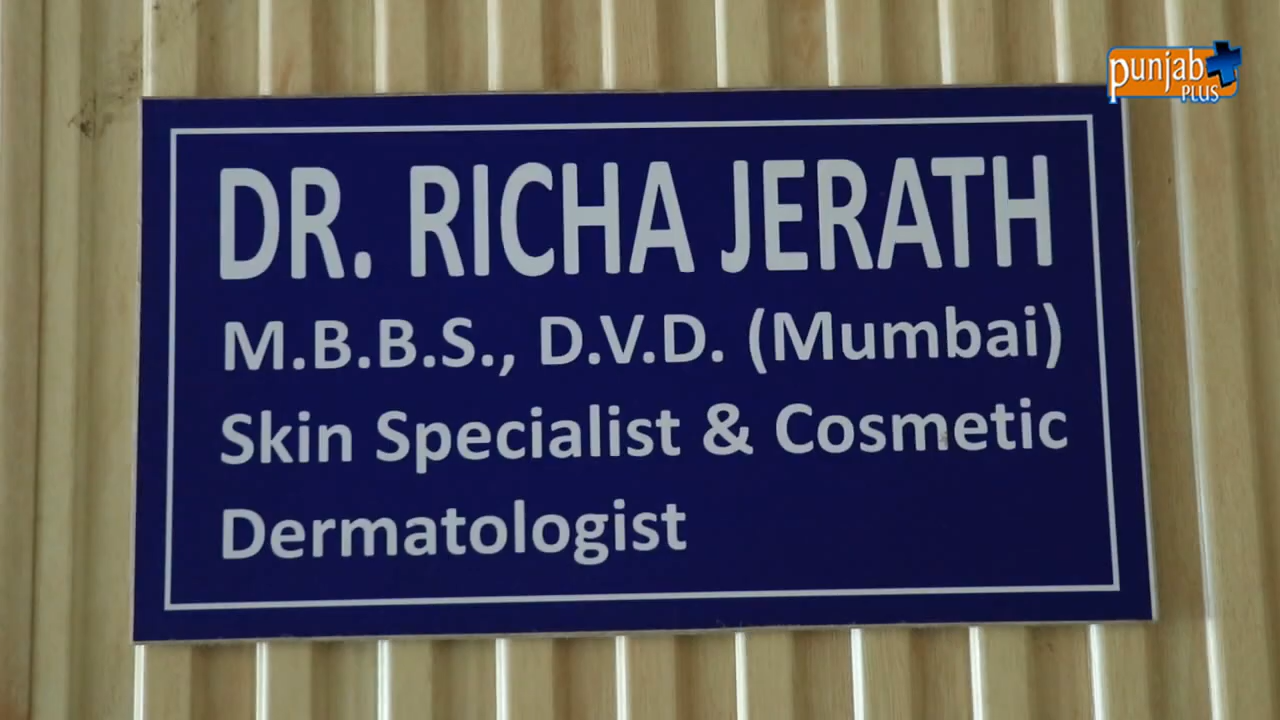 punjab
PLUS
DR. RICHA JERATH
M.B.B.S., D.V.D. (Mumbai)
Skin Specialist & Cosmetic
Dermatologist